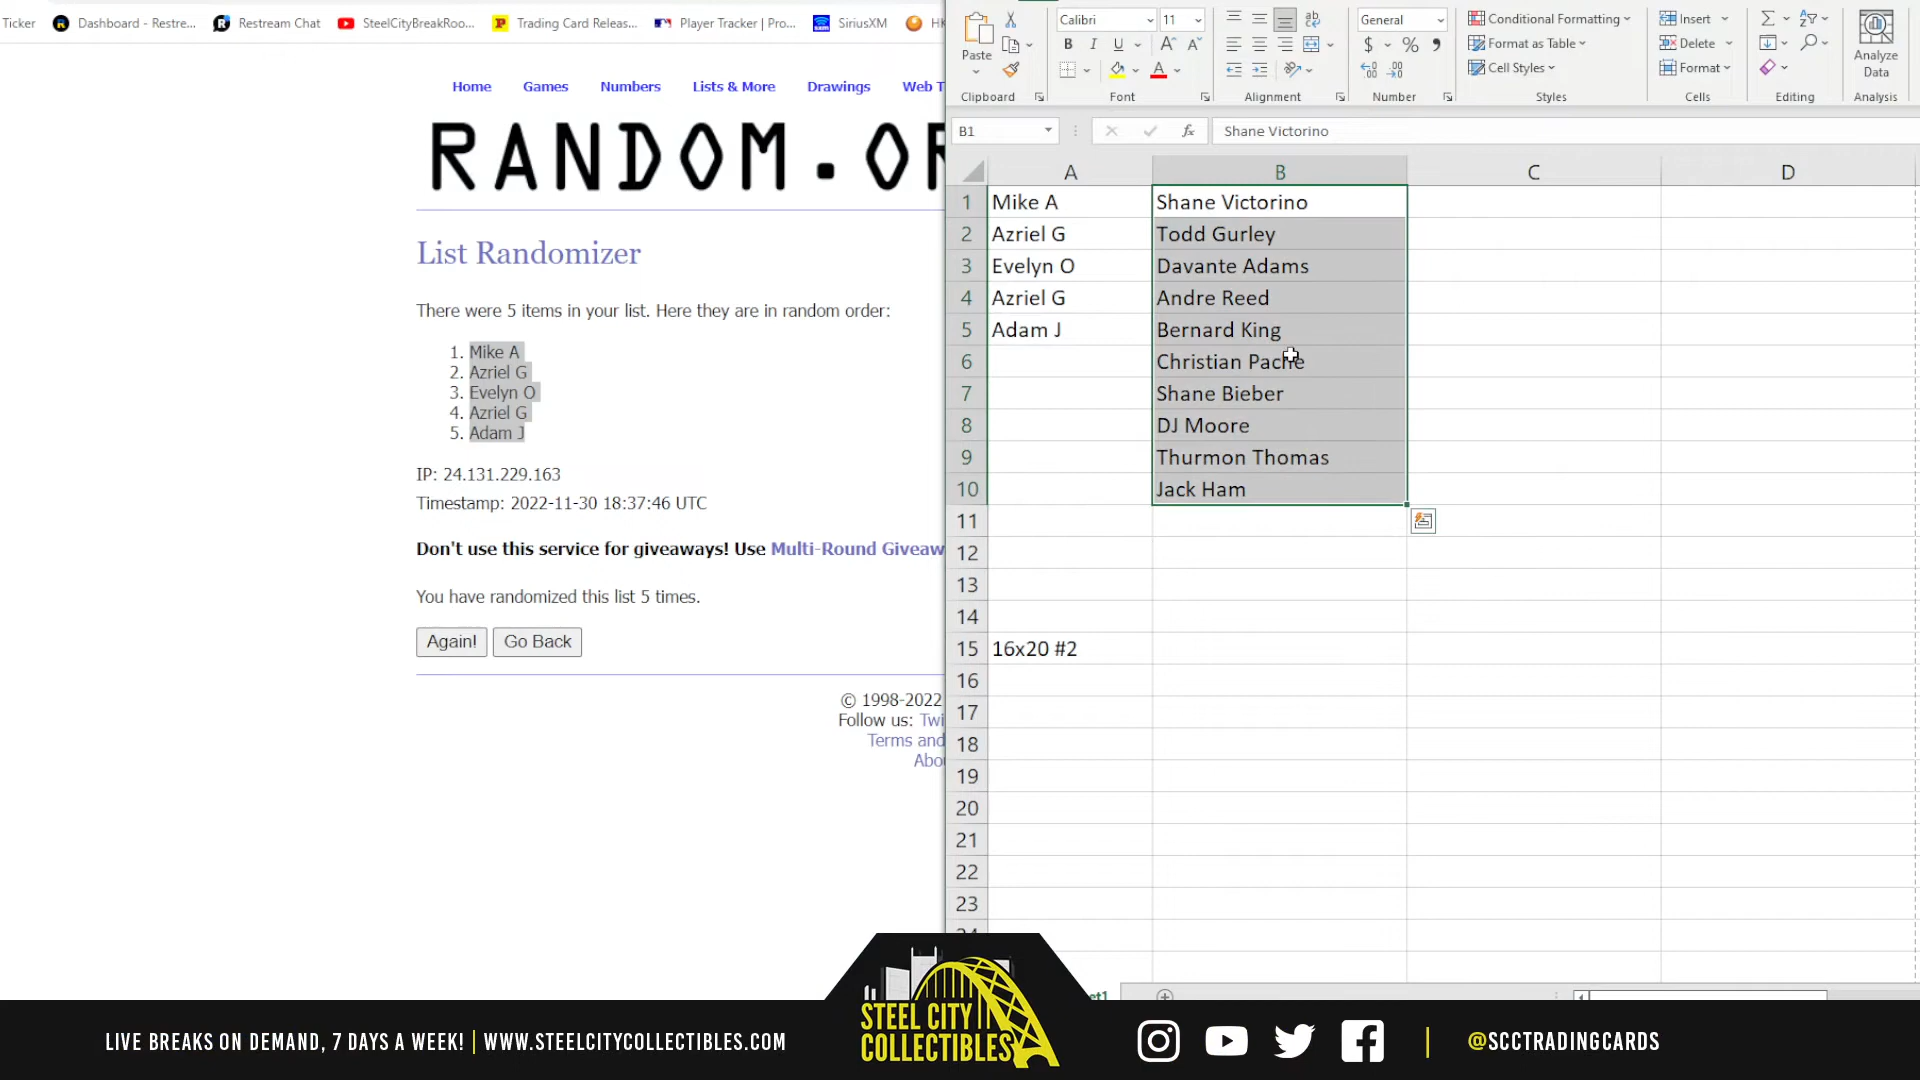 Ticker Dashboard - Restre... Restream Chat SteelCityBreakRoo... Trading Card Releas... Player Tracker | Pro... SiriusXM
Home Games Numbers Lists & More Drawings Web T
RANDOM.OR
List Randomizer
There were 5 items in your list. Here they are in random order:
1. Mike A
2. Azriel G
3. Evelyn O
4. Azriel G
5. Adam J
IP: 24.131.229.163
Timestamp: 2022-11-30 18:37:46 UTC
Don't use this service for giveaways! Use Multi-Round Giveaw
You have randomized this list 5 times.
Again! Go Back
© 1998-2022
Follow us: Twi
Terms and
Abou
Paste
Calibri 11
B I U A A
General
$ % 9
Conditional Formatting
Format as Table
Cell Styles
Insert
Delete
Format
Analyze
Data
Clipboard Font Alignment Number Styles Cells Editing Analysis
B1 fx Shane Victorino
A B C D
1 Mike A Shane Victorino
2 Azriel G Todd Gurley
3 Evelyn O Davante Adams
4 Azriel G Andre Reed
5 Adam J Bernard King
6 Christian Pache
7 Shane Bieber
8 DJ Moore
9 Thurmon Thomas
10 Jack Ham
11
12
13
14
15 16x20 #2
16
17
18
19
20
21
22
23
24
et1
LIVE BREAKS ON DEMAND, 7 DAYS A WEEK! | WWW.STEELCITYCOLLECTIBLES.COM
STEEL CITY
COLLECTIBLES
| @SCCTRADINGCARDS